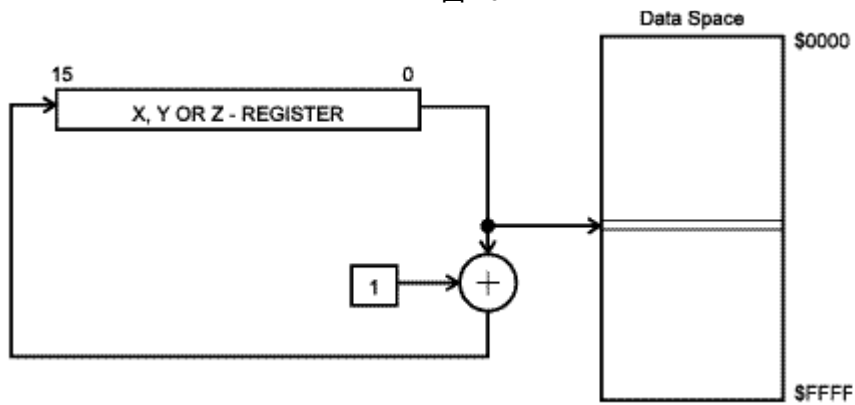 Data Space
$0000
15 0
X, Y OR Z - REGISTER
1
+
$FFFF